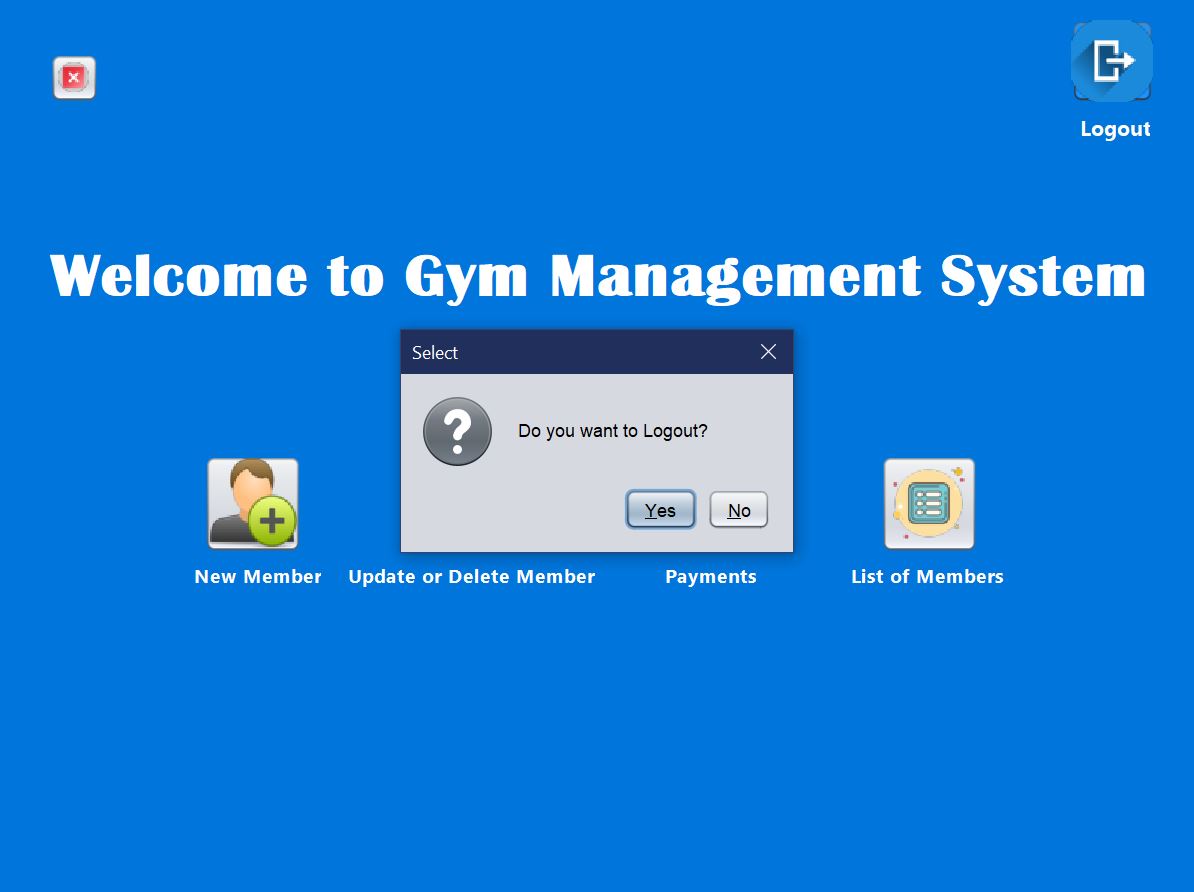 Logout
Welcome to Gym Management System
Select
Do you want to Logout?
Yes No
New Member Update or Delete Member Payments List of Members